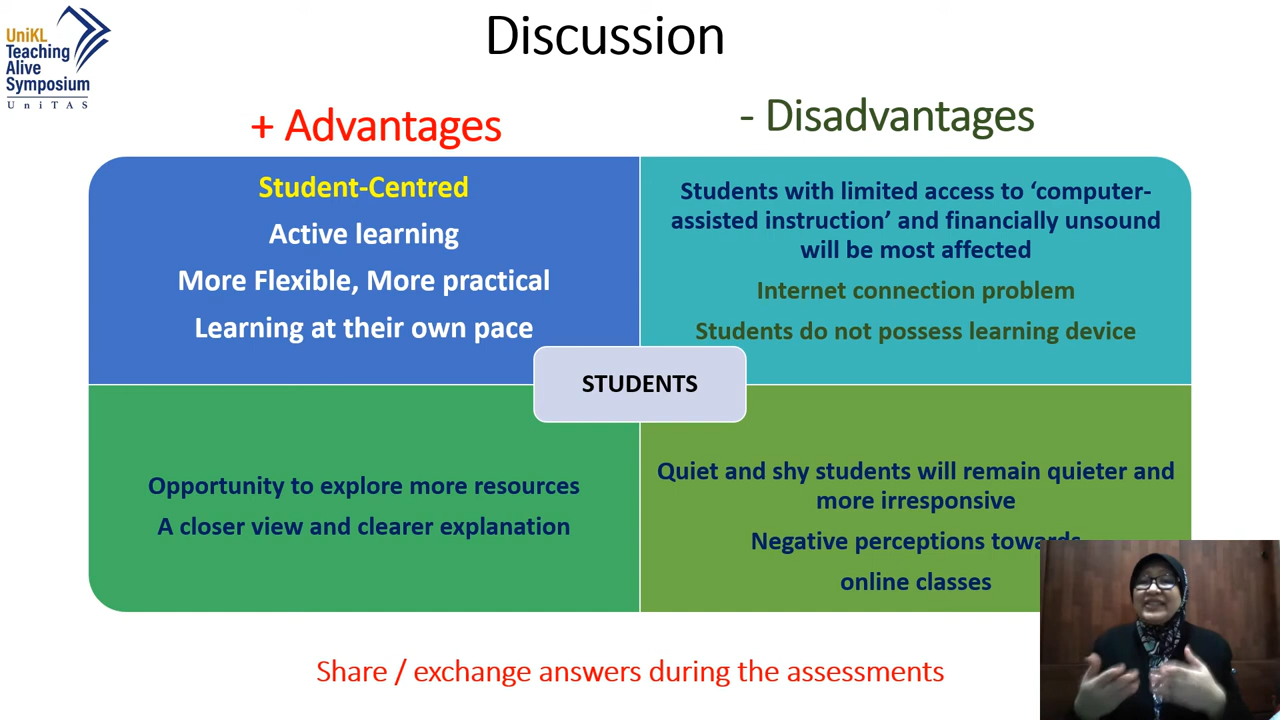 UniKL
Teaching
Alive
Symposium
UniTAS
Discussion
+ Advantages
- Disadvantages
Student-Centred
Active learning
More Flexible, More practical
Learning at their own pace
Students with limited access to ‘computer-
assisted instruction’ and financially unsound
will be most affected
Internet connection problem
Students do not possess learning device
STUDENTS
Opportunity to explore more resources
A closer view and clearer explanation
Quiet and shy students will remain quieter and
more irresponsive
Negative perceptions towards
online classes
Share / exchange answers during the assessments